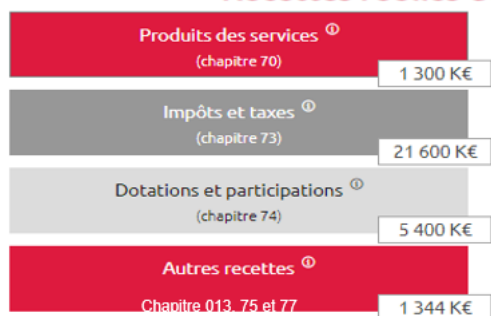 Produits des services
(chapitre 70)
1 300 K€
Impôts et taxes
(chapitre 73)
21 600 K€
Dotations et participations
(chapitre 74)
5 400 K€
Autres recettes
Chapitre 013, 75 et 77
1 344 K€